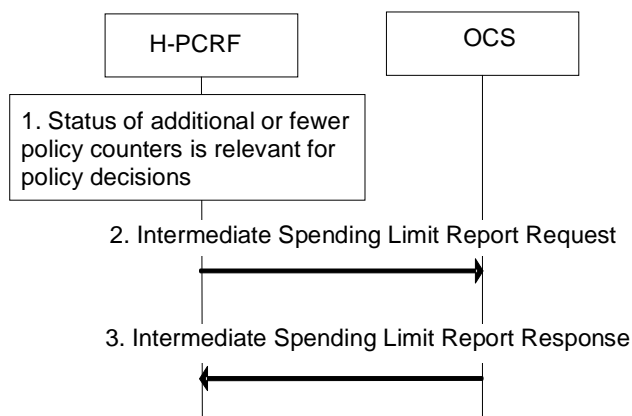 H-PCRF
OCS
1. Status of additional or fewer
policy counters is relevant for
policy decisions
2. Intermediate Spending Limit Report Request
3. Intermediate Spending Limit Report Response